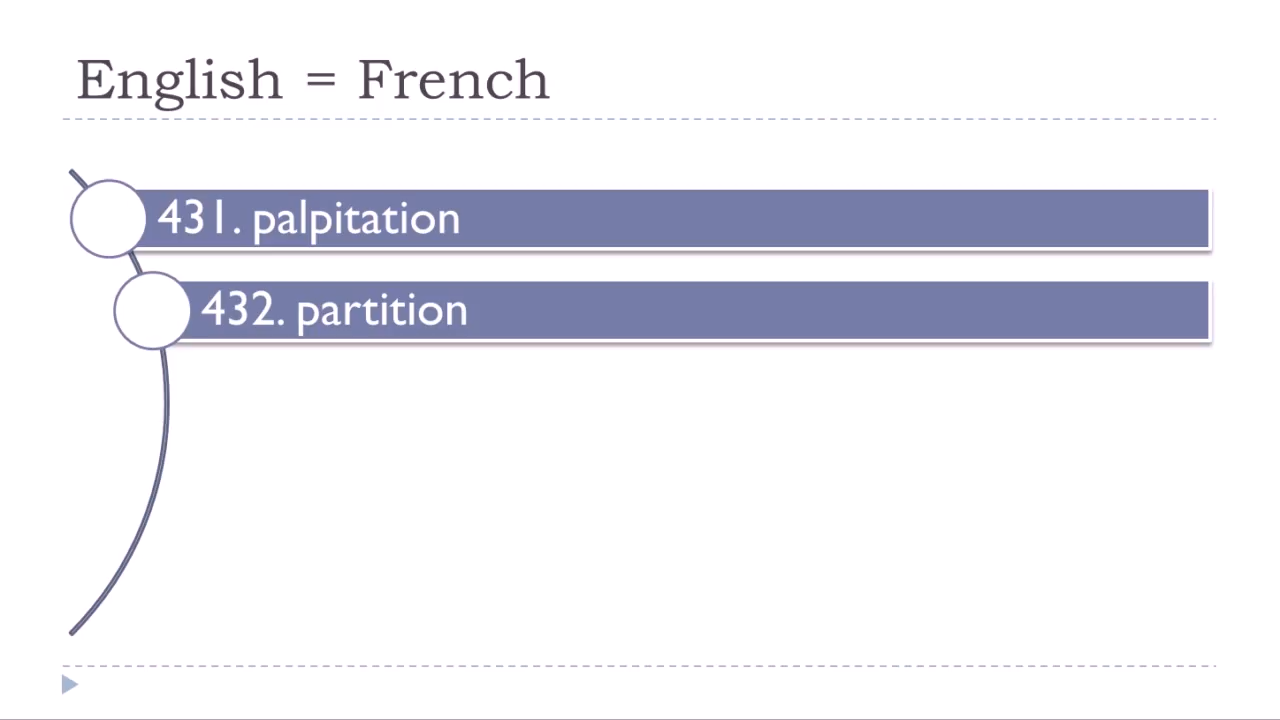 English = French
431. palpitation
432. partition